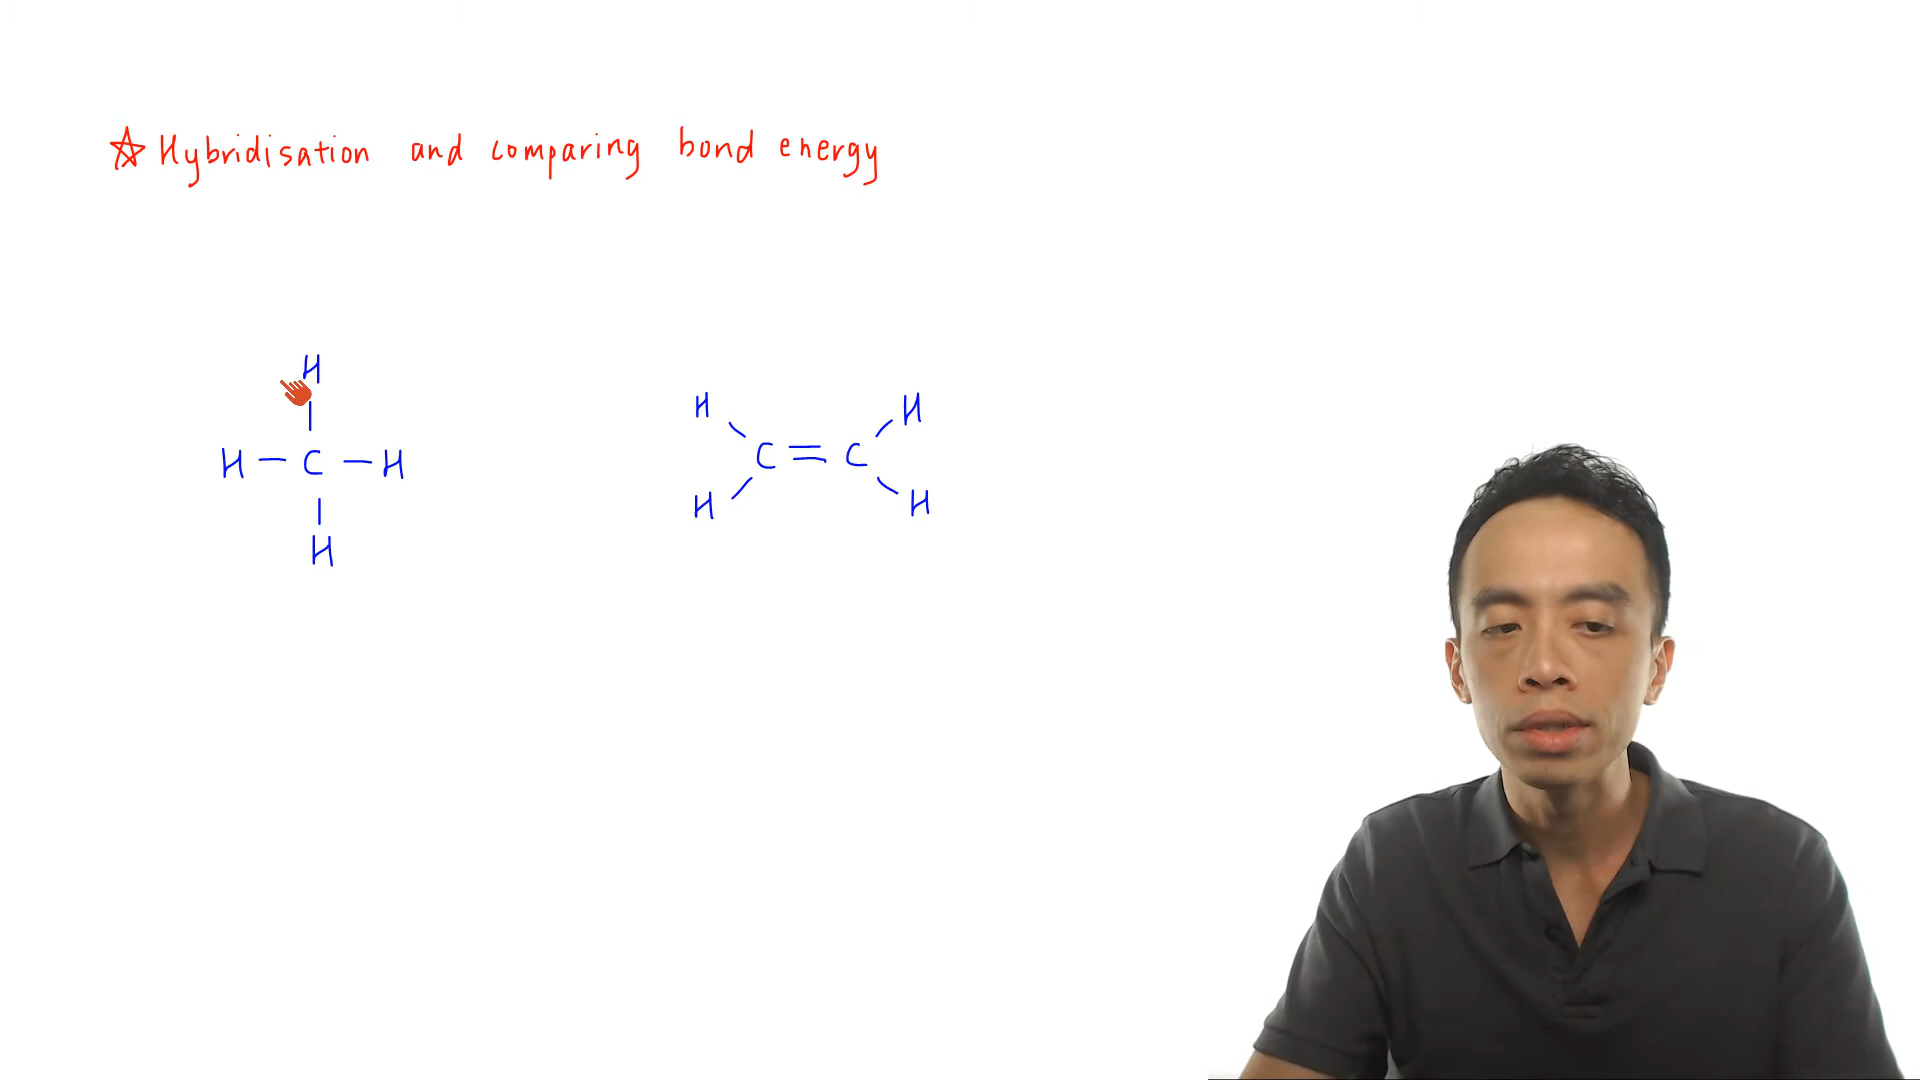 ☆ Hybridisation and comparing bond energy
H
H – C – H
H
H H
C = C
H H